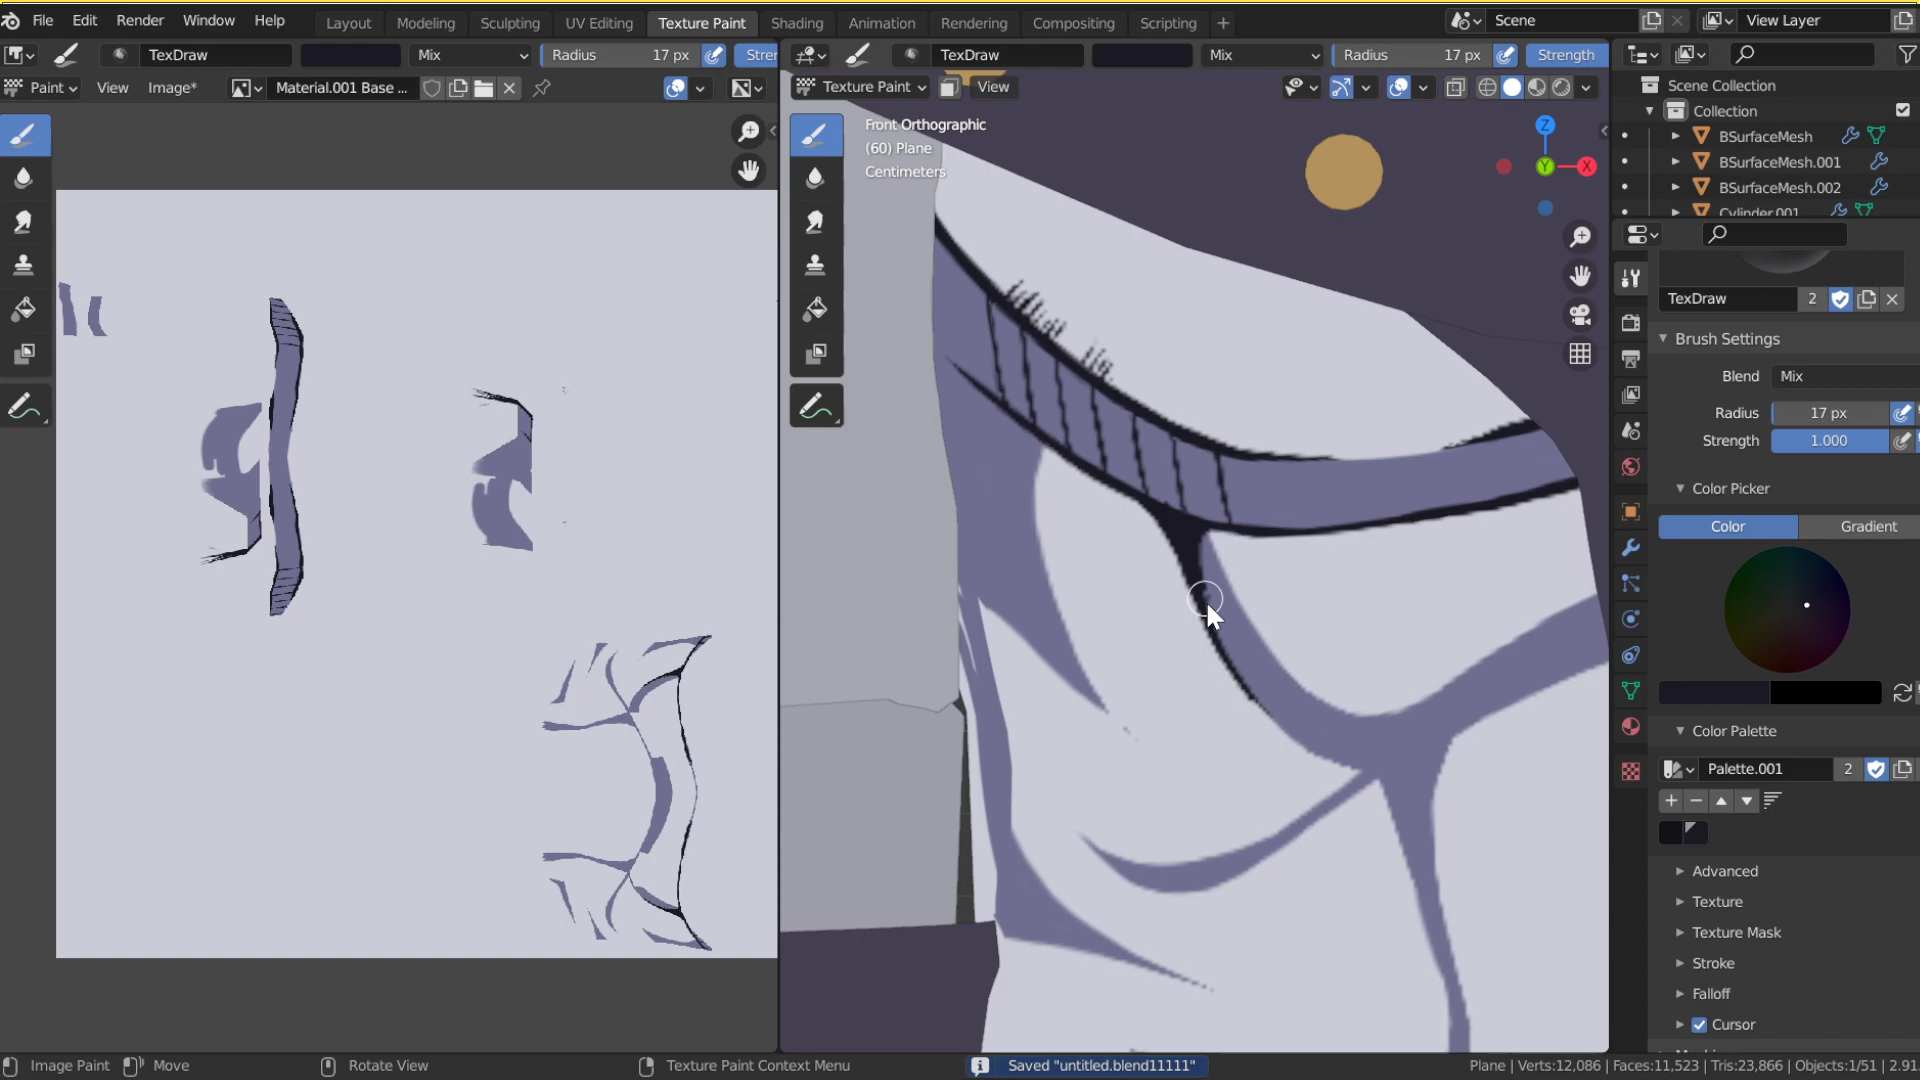 File Edit Render Window Help Layout Modeling Sculpting UV Editing Texture Paint Shading Animation Rendering Compositing Scripting + Scene View Layer
TexDraw Mix Radius 17 px Strer TexDraw Mix Radius 17 px Strength
Paint View Image* Material.001 Base ... Texture Paint View
Scene Collection
Collection
BSurfaceMesh
BSurfaceMesh.001
BSurfaceMesh.002
Cylinder.001
Front Orthographic
(60) Plane
Centimeters
Z
Y
X
TexDraw 2
Brush Settings
Blend Mix
Radius 17 px
Strength 1.000
Color Picker
Color Gradient
Color Palette
Palette.001 2
Advanced
Texture
Texture Mask
Stroke
Falloff
Cursor
Image Paint Move Rotate View Texture Paint Context Menu Saved "untitled.blend11111" Plane | Verts:12,086 | Faces:11,523 | Tris:23,866 | Objects:1/51 | 2.91